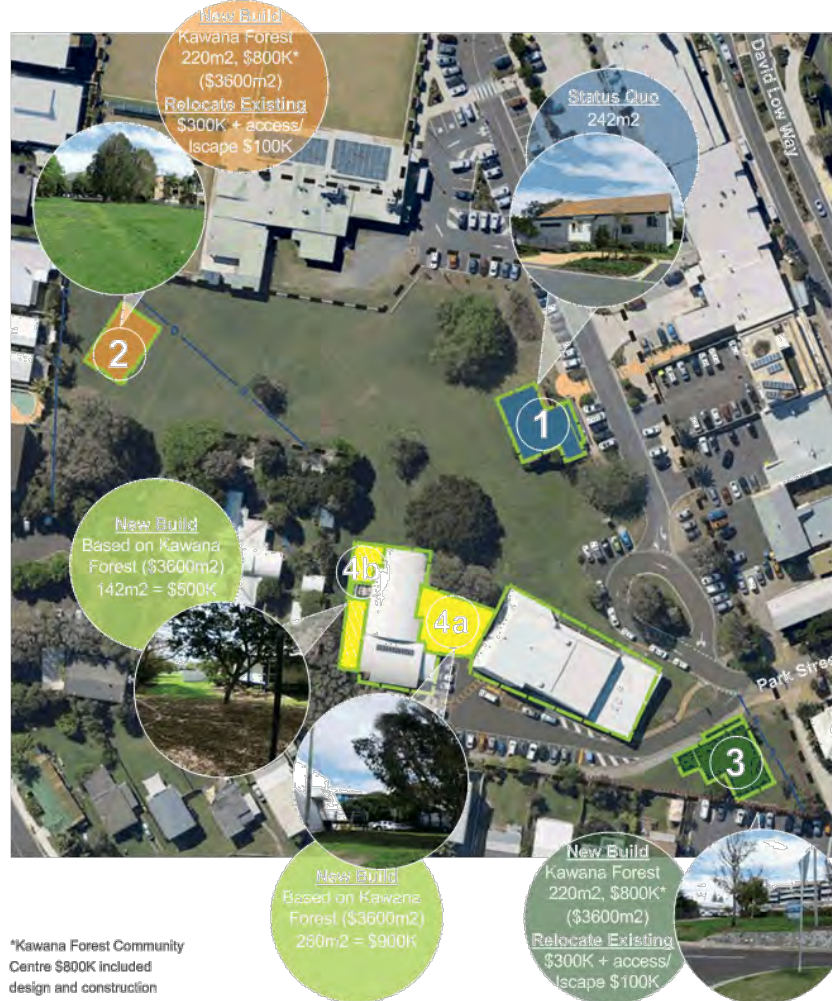 New Build
Kawana Forest
220m2, $800K*
($3600m2)
Relocate Existing
$300K + access/
lscape $100K
Status Quo
242m2
David Low Way
2
1
New Build
Based on Kawana
Forest ($3600m2)
142m2 = $500K
4b
4a
Park Stree
3
New Build
Based on Kawana
Forest ($3600m2)
260m2 = $900K
New Build
Kawana Forest
220m2, $800K*
($3600m2)
Relocate Existing
$300K + access/
lscape $100K
*Kawana Forest Community
Centre $800K included
design and construction